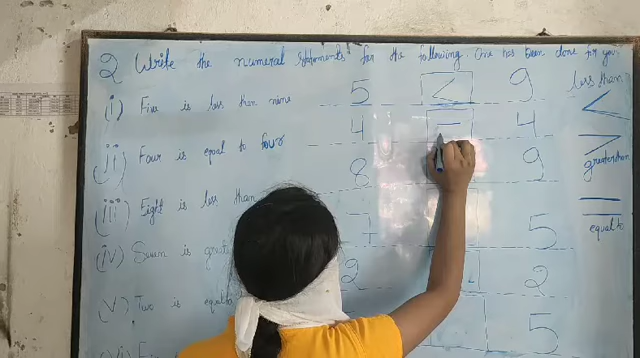 2 Write the numeral statements for the following. One has been done for you.
(i) Five is less than nine 5 < 9
(ii) Four is equal to four 4 = 4
(iii) Eight is less than 8 9
(iv) Seven is 7 5
(v) Two is equal 2 2
(vi) 5
less than
<
>
greater than
=
equal to